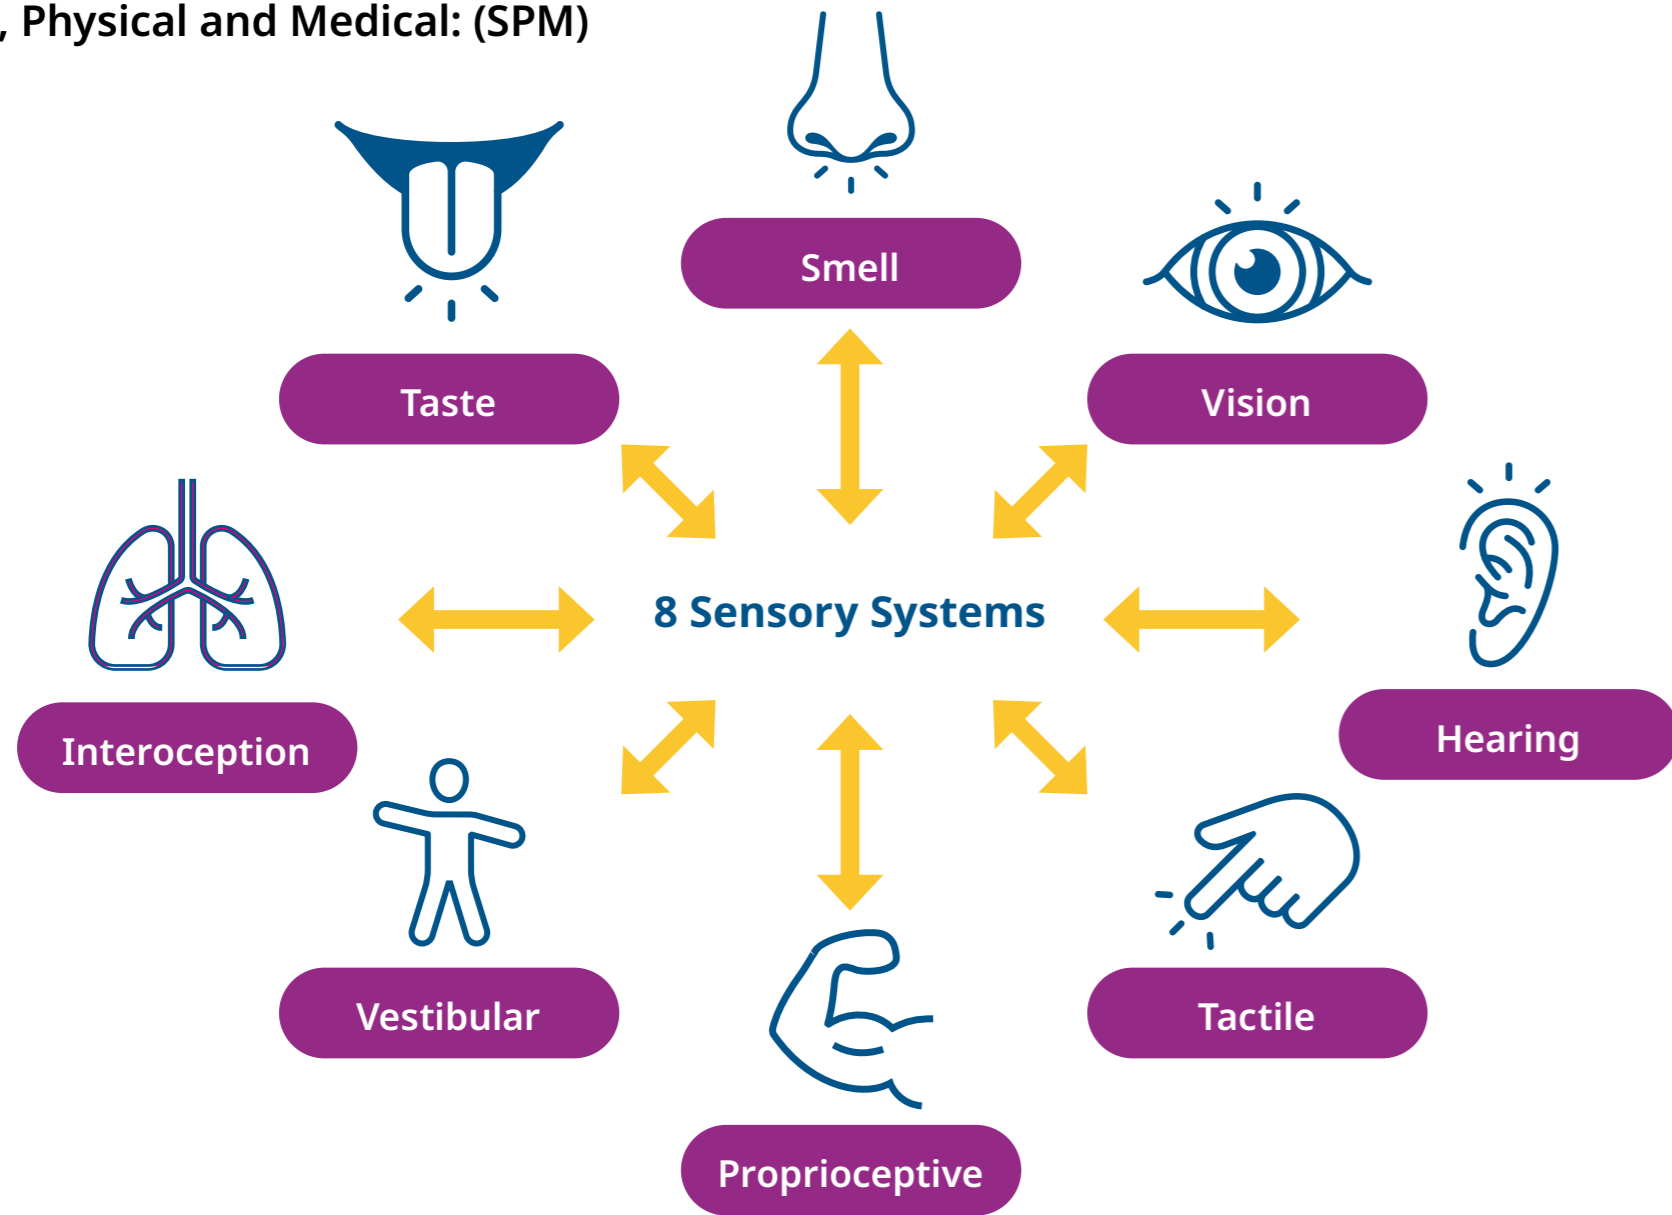 , Physical and Medical: (SPM)
Smell
Taste
Vision
8 Sensory Systems
Interoception
Hearing
Vestibular
Tactile
Proprioceptive